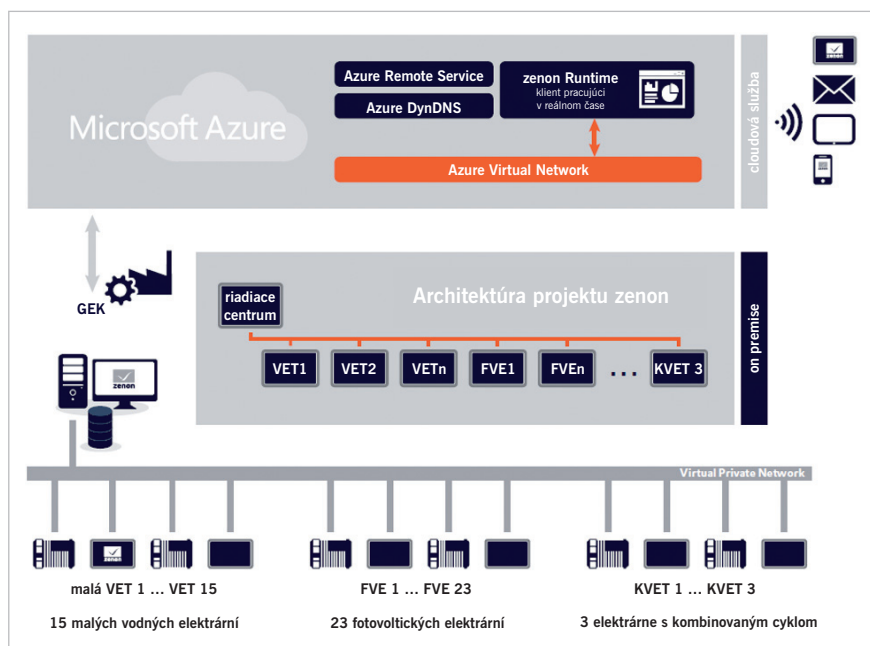 Microsoft Azure
Azure Remote Service
Azure DynDNS
zenon Runtime
klient pracujúci
v reálnom čase
Azure Virtual Network
cloudová služba
GEK
Architektúra projektu zenon
riadiace
centrum
VET1
VET2
VETn
FVE1
FVEn
...
KVET 3
on premise
zenon
Virtual Private Network
zenon
malá VET 1 ... VET 15
FVE 1 ... FVE 23
KVET 1 ... KVET 3
15 malých vodných elektrární
23 fotovoltických elektrární
3 elektrárne s kombinovaným cyklom